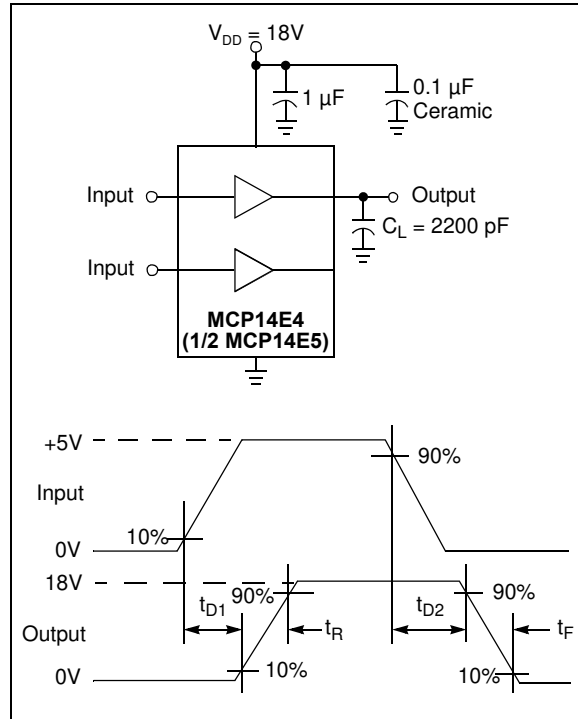 V_DD = 18V
1 µF
0.1 µF
Ceramic
Input
Output
C_L = 2200 pF
Input
MCP14E4
(1/2 MCP14E5)
+5V
90%
Input
10%
0V
18V
90%
t_D1
t_R
t_D2
90%
t_F
Output
10%
10%
0V